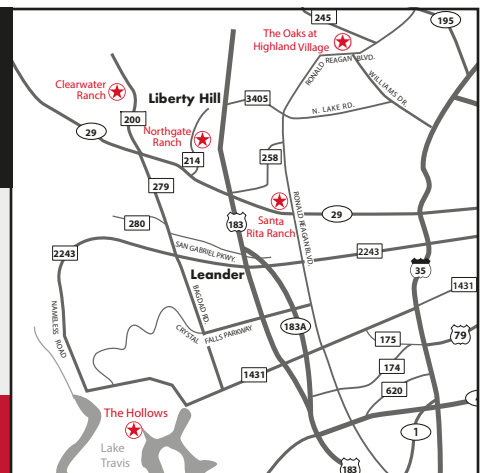 245
195
The Oaks at
Highland Village
RONALD REAGAN BLVD.
WILLIAMS DR.
Clearwater
Ranch
Liberty Hill
3405
N. LAKE RD.
200
29
Northgate
Ranch
214
258
279
Santa
Rita Ranch
29
280
183
RONALD REAGAN BLVD.
SAN GABRIEL PKWY.
2243
2243
Leander
35
BAGDAD RD.
1431
NAMELESS ROAD
CRYSTAL FALLS PARKWAY
183A
175
79
1431
174
620
The Hollows
1
Lake
Travis
183